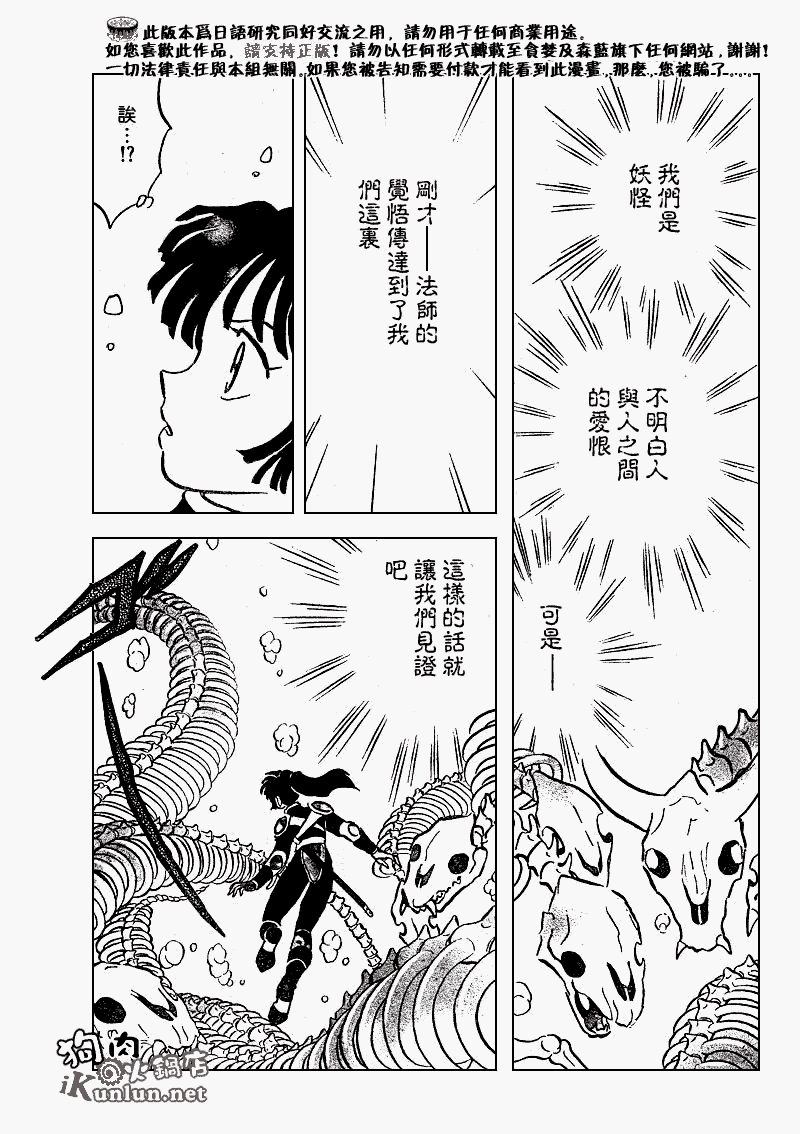 此版本爲日語研究同好交流之用，請勿用于任何商業用途。
如您喜歡此作品，請支持正版！請勿以任何形式轉載至貪婪及森藍旗下任何網站，謝謝！
一切法律責任與本組無關。如果您被告知需要付款才能看到此漫畫，那麽，您被騙了。。。
我們是
妖怪
不明白人
與人之間
的愛恨
可是——
剛才——法師的
覺悟傳達到了我
們這裏
誒…!?
這樣的話就
讓我們見證
吧
ゴ
狗肉
火鍋店
iKunlun.net